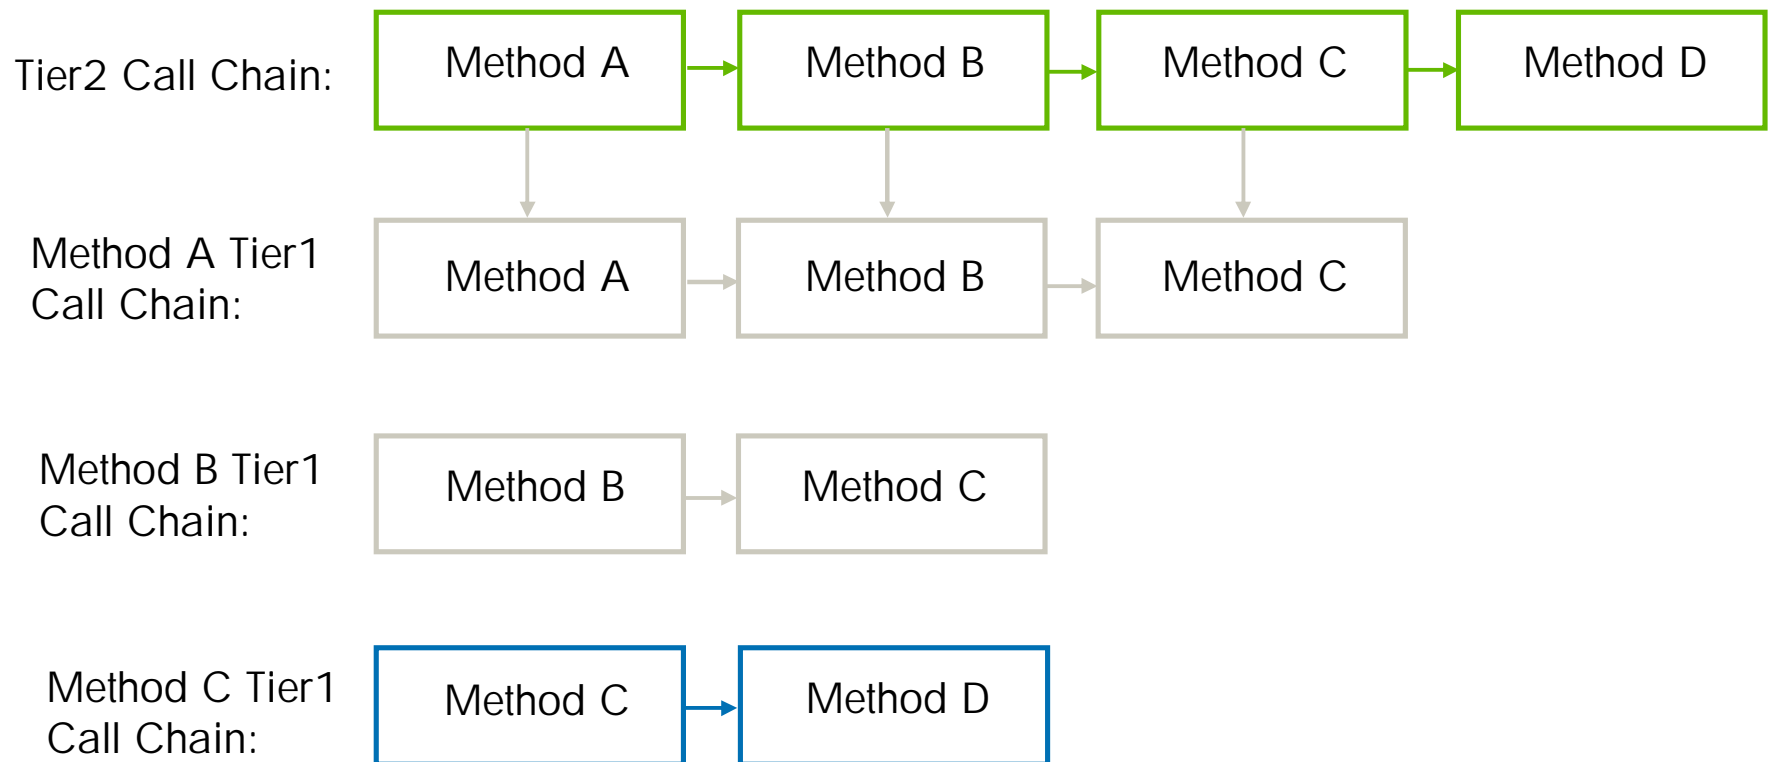 Tier2 Call Chain:
Method A
Method B
Method C
Method D
Method A Tier1
Call Chain:
Method A
Method B
Method C
Method B Tier1
Call Chain:
Method B
Method C
Method C Tier1
Call Chain:
Method C
Method D